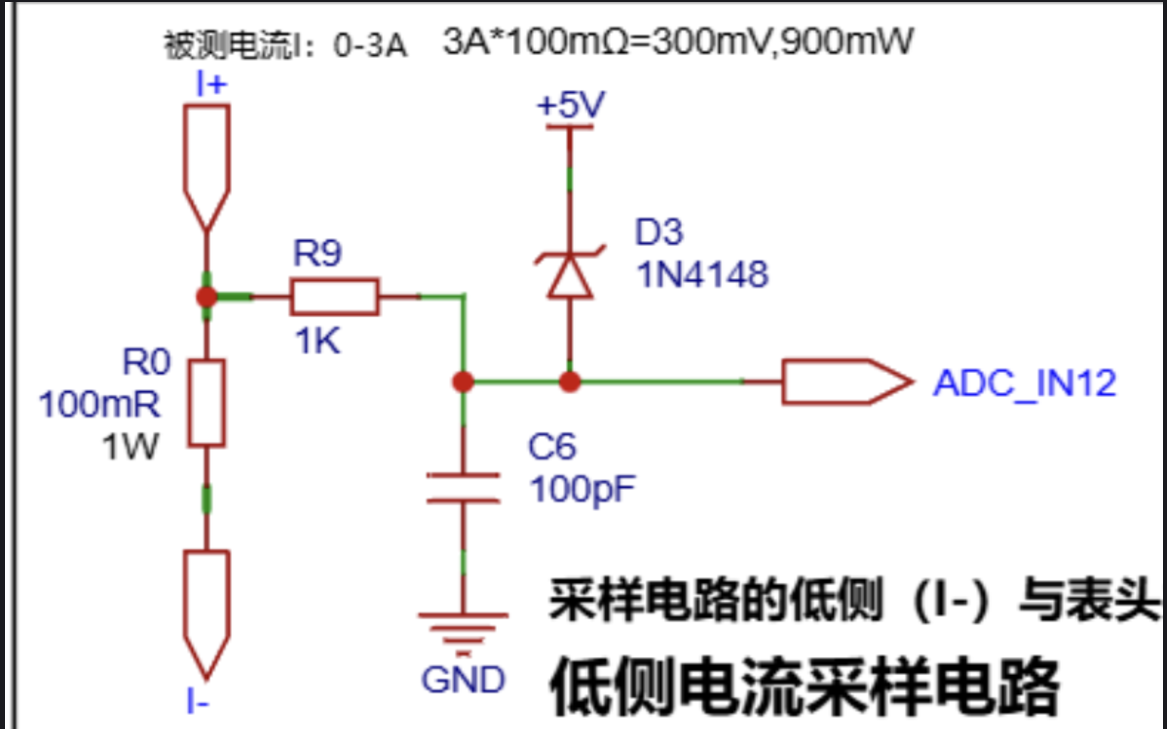 被测电流I：0-3A 3A*100mΩ=300mV,900mW
I+
+5V
R9
1K
D3
1N4148
R0
100mR
1W
ADC_IN12
C6
100pF
GND
I-
采样电路的低侧（I-）与表头
低侧电流采样电路